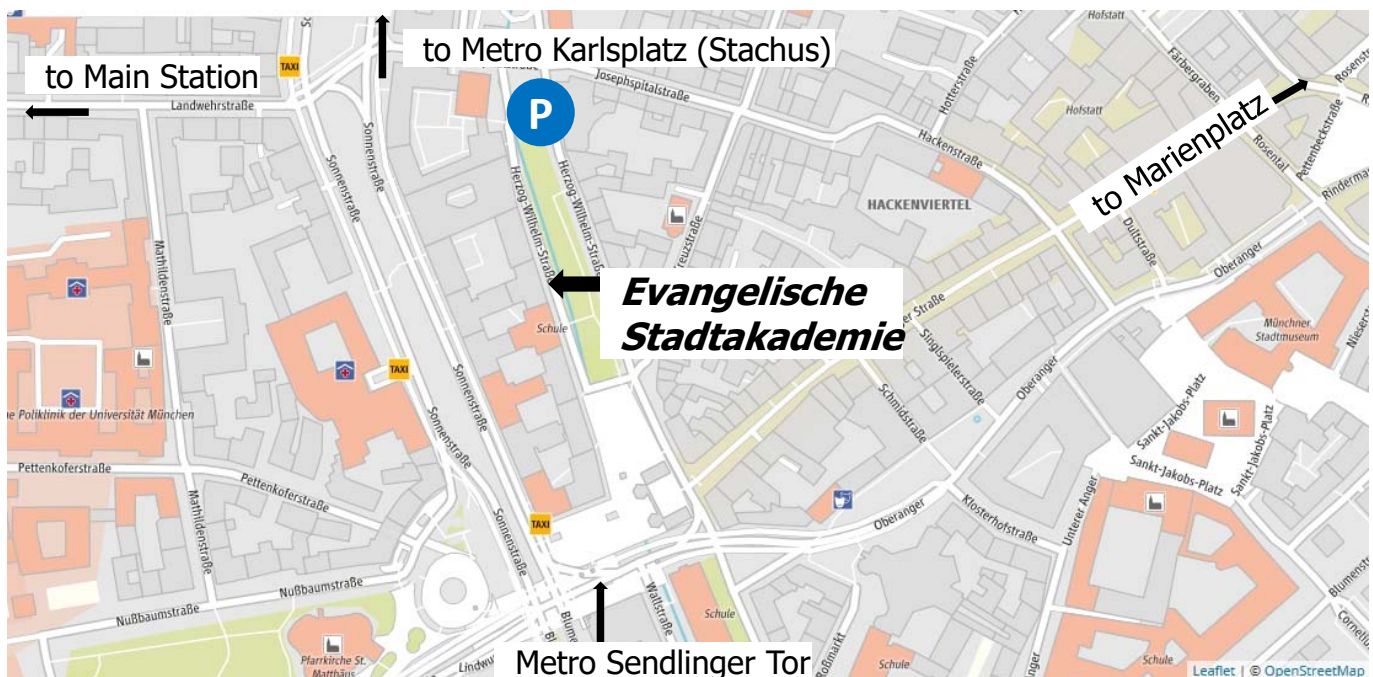 Hofstatt
to Metro Karlsplatz (Stachus)
to Main Station
TAXI
Landwehrstraße
P
Josephspitalstraße
Hotterstraße
Färbergraben
Hofstatt
Hackenstraße
Rosental
Pettenbeckstraße
to Marienplatz
Sonnenstraße
Sonnenstraße
Herzog-Wilhelm-Straße
Herzog-Wilhelm-Straße
HACKENVIERTEL
Dultstraße
Oberanger
Mathildenstraße
Evangelische
Stadtakademie
Schule
Singlspielerstraße
Münchner
Stadtmuseum
TAXI
Oberanger
Schmidstraße
Sankt-Jakobs-Platz
Sankt-Jakobs-Platz
Sankt-Jakobs-Platz
Poliklinik der Universität München
Sonnenstraße
Sonnenstraße
Pettenkoferstraße
Pettenkoferstraße
Mathildenstraße
TAXI
Sonnenstraße
Oberanger
Klosterhofstraße
Unterer Anger
Nußbaumstraße
Nußbaumstraße
Wallstraße
Schule
Roßmarkt
Schule
Schule
Pfarrkirche St.
Matthäus
Metro Sendlinger Tor
Leaflet | © OpenStreetMap